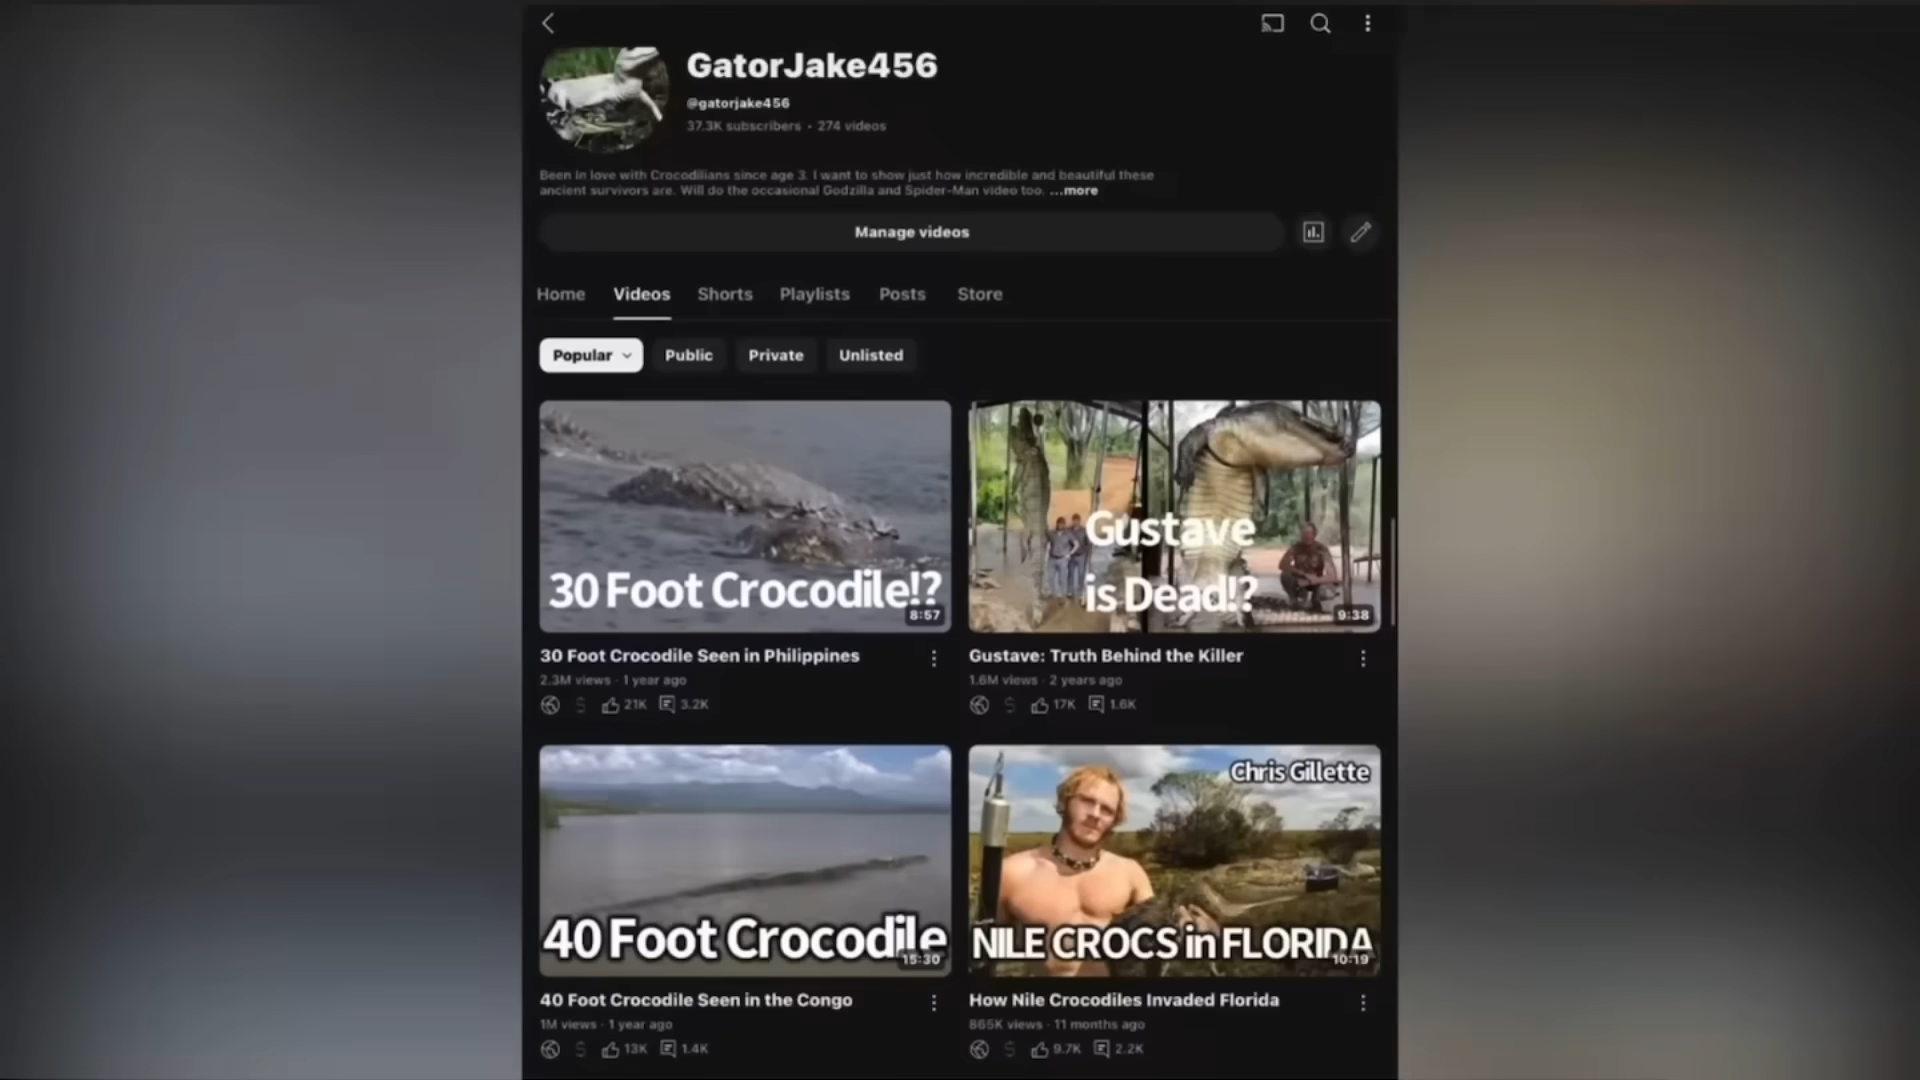 GatorJake456
@gatorjake456
37.3K subscribers • 274 videos
Been in love with Crocodilians since age 3. I want to show just how incredible and beautiful these
ancient survivors are. Will do the occasional Godzilla and Spider-Man video too. ...more
Manage videos
Home Videos Shorts Playlists Posts Store
Popular Public Private Unlisted
30 Foot Crocodile!?
8:57
30 Foot Crocodile Seen in Philippines
2.3M views · 1 year ago
$ 21K 3.2K
Gustave
is Dead!?
9:38
Gustave: Truth Behind the Killer
1.6M views · 2 years ago
$ 17K 1.6K
40 Foot Crocodile
15:30
40 Foot Crocodile Seen in the Congo
1M views · 1 year ago
$ 13K 1.4K
Chris Gillette
NILE CROCS in FLORIDA
10:19
How Nile Crocodiles Invaded Florida
865K views · 11 months ago
$ 9.7K 2.2K